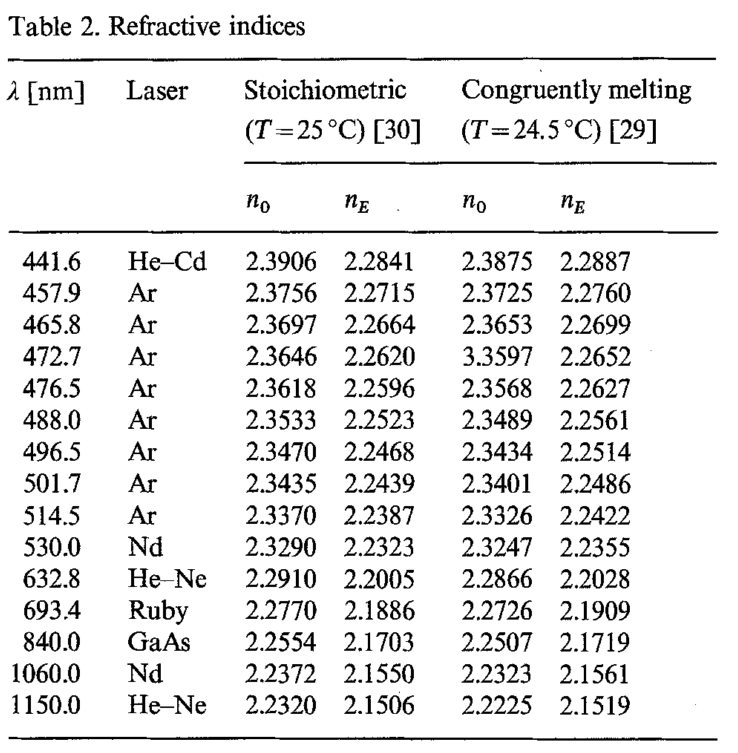 Table 2. Refractive indices
λ [nm] Laser Stoichiometric Congruently melting
(T=25 °C) [30] (T=24.5 °C) [29]
n0 nE n0 nE
441.6 He–Cd 2.3906 2.2841 2.3875 2.2887
457.9 Ar 2.3756 2.2715 2.3725 2.2760
465.8 Ar 2.3697 2.2664 2.3653 2.2699
472.7 Ar 2.3646 2.2620 3.3597 2.2652
476.5 Ar 2.3618 2.2596 2.3568 2.2627
488.0 Ar 2.3533 2.2523 2.3489 2.2561
496.5 Ar 2.3470 2.2468 2.3434 2.2514
501.7 Ar 2.3435 2.2439 2.3401 2.2486
514.5 Ar 2.3370 2.2387 2.3326 2.2422
530.0 Nd 2.3290 2.2323 2.3247 2.2355
632.8 He–Ne 2.2910 2.2005 2.2866 2.2028
693.4 Ruby 2.2770 2.1886 2.2726 2.1909
840.0 GaAs 2.2554 2.1703 2.2507 2.1719
1060.0 Nd 2.2372 2.1550 2.2323 2.1561
1150.0 He–Ne 2.2320 2.1506 2.2225 2.1519